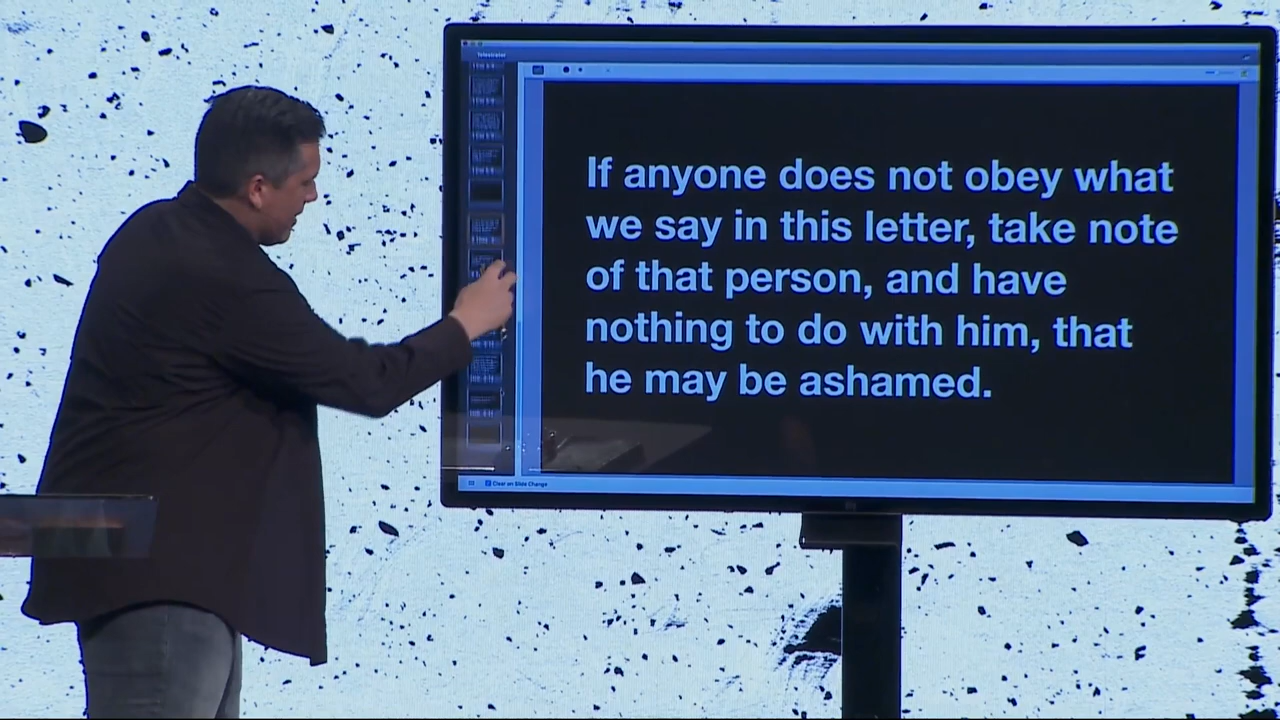 Telestrator
If anyone does not obey what
we say in this letter, take note
of that person, and have
nothing to do with him, that
he may be ashamed.
Clear on Slide Change